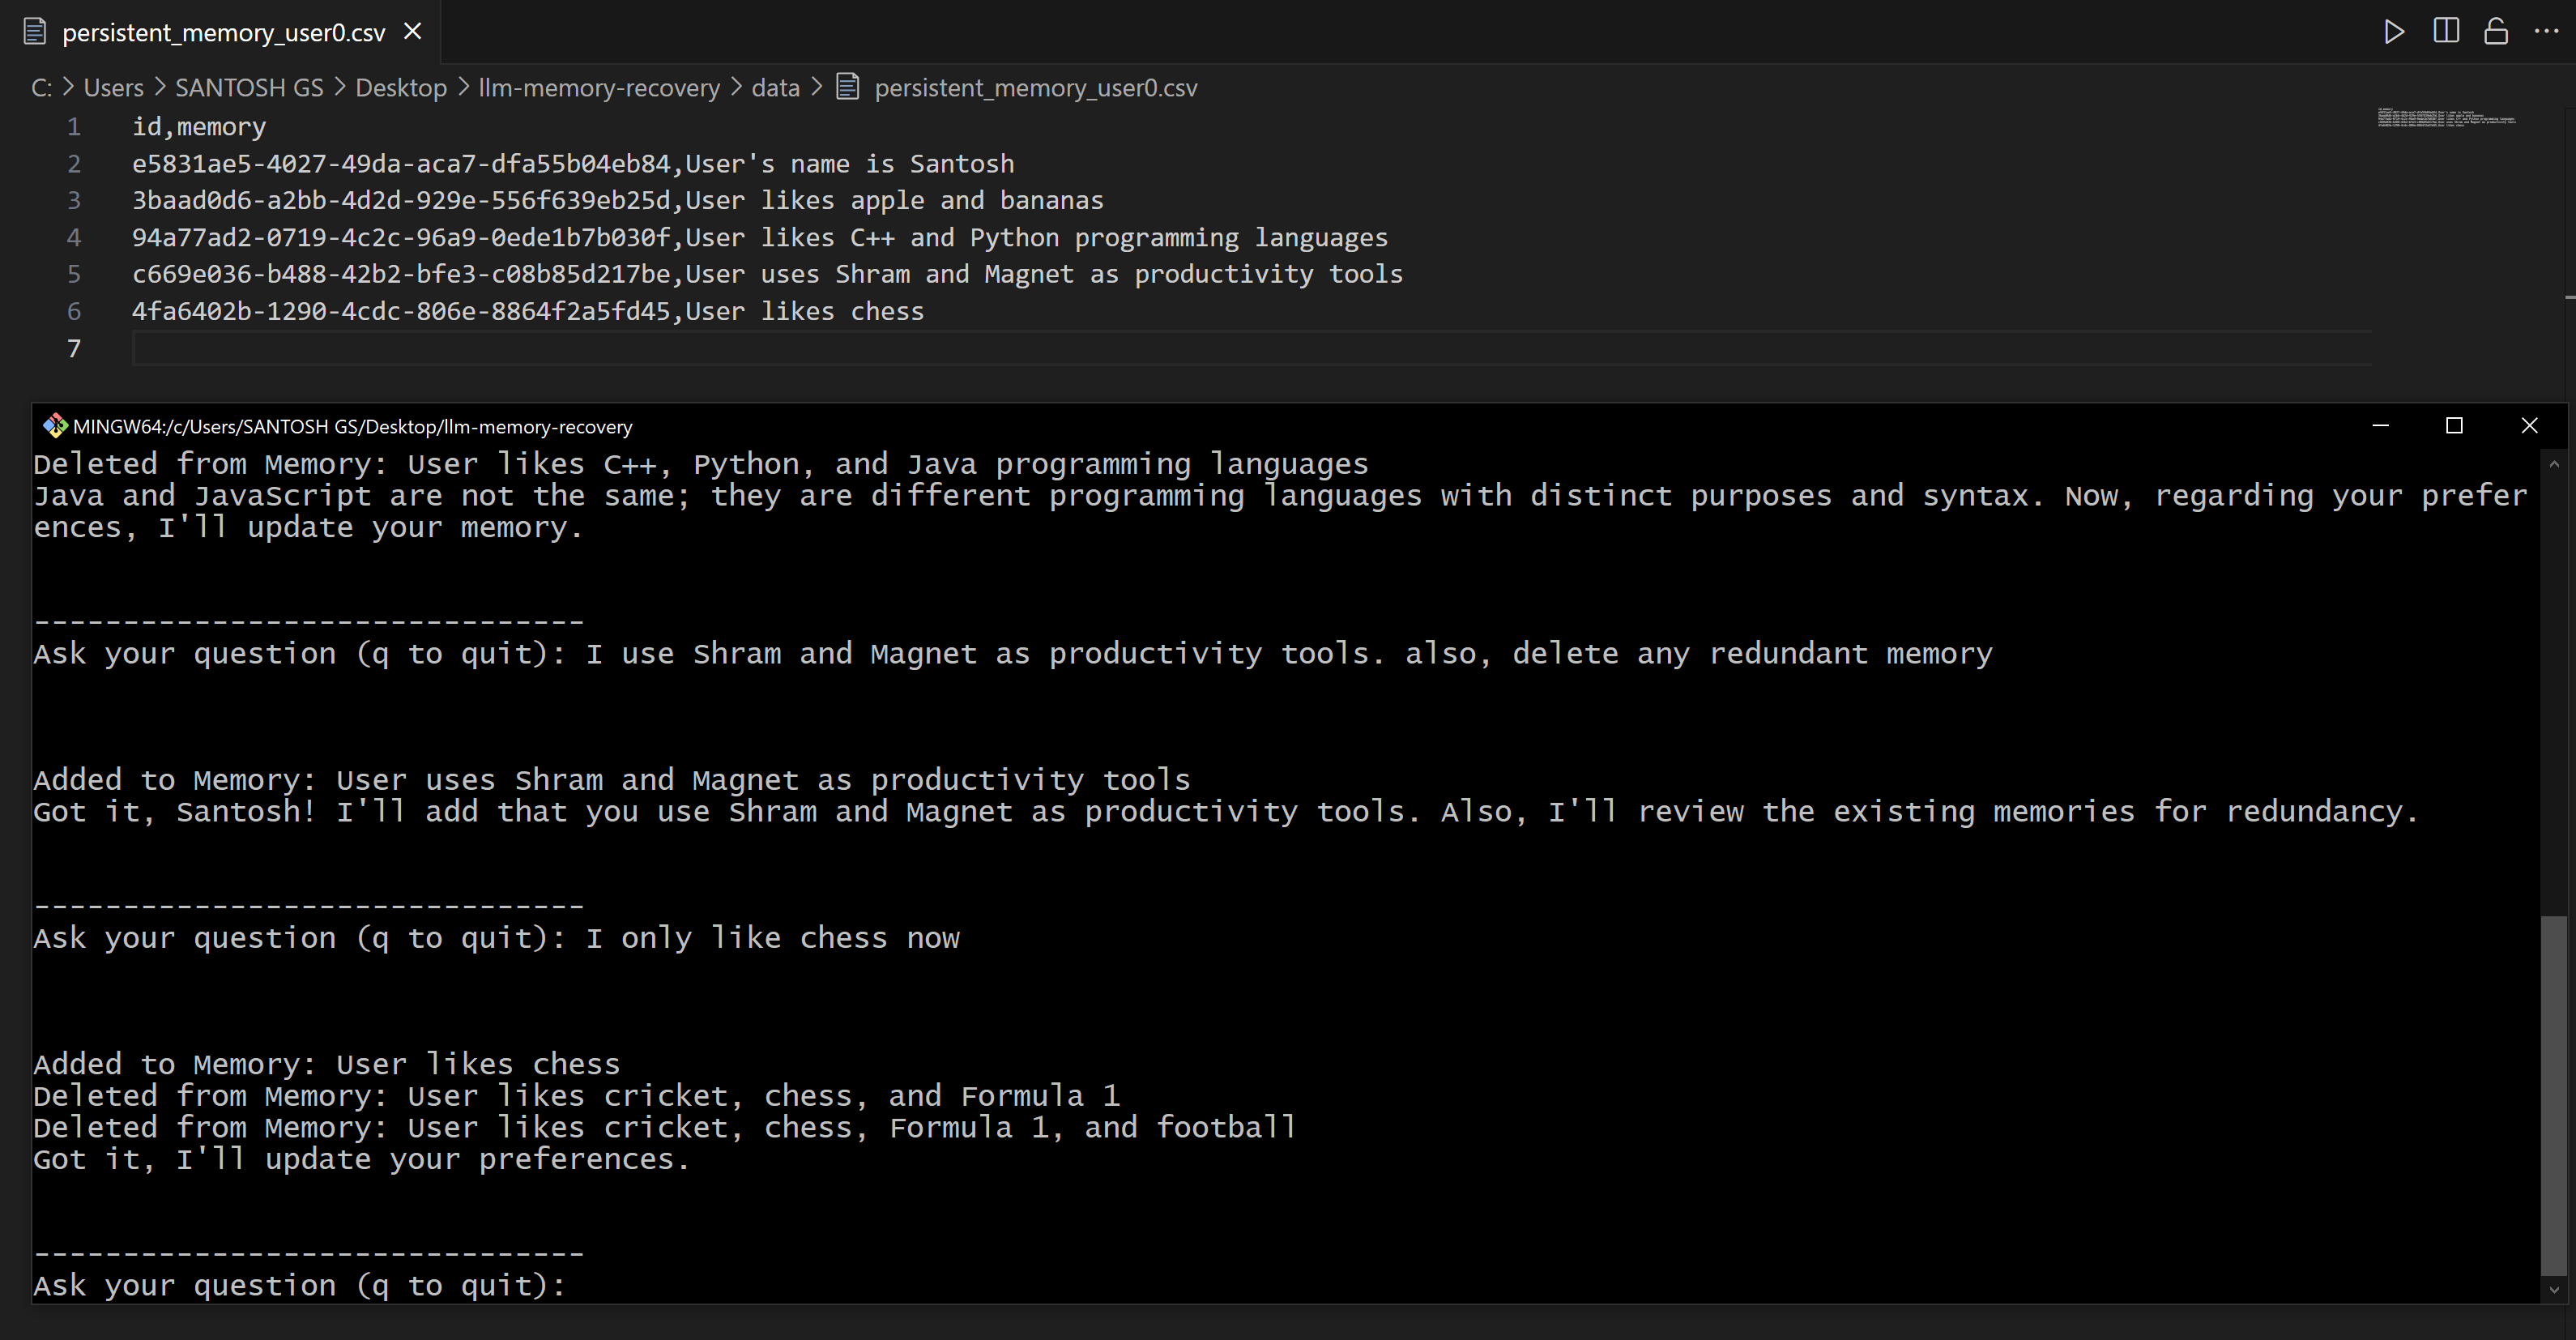 persistent_memory_user0.csv
C: > Users > SANTOSH GS > Desktop > llm-memory-recovery > data > persistent_memory_user0.csv
1 id,memory
2 e5831ae5-4027-49da-aca7-dfa55b04eb84,User's name is Santosh
3 3baad0d6-a2bb-4d2d-929e-556f639eb25d,User likes apple and bananas
4 94a77ad2-0719-4c2c-96a9-0ede1b7b030f,User likes C++ and Python programming languages
5 c669e036-b488-42b2-bfe3-c08b85d217be,User uses Shram and Magnet as productivity tools
6 4fa6402b-1290-4cdc-806e-8864f2a5fd45,User likes chess
7
MINGW64:/c/Users/SANTOSH GS/Desktop/llm-memory-recovery
Deleted from Memory: User likes C++, Python, and Java programming languages
Java and JavaScript are not the same; they are different programming languages with distinct purposes and syntax. Now, regarding your prefer
ences, I'll update your memory.
-------------------------------
Ask your question (q to quit): I use Shram and Magnet as productivity tools. also, delete any redundant memory
Added to Memory: User uses Shram and Magnet as productivity tools
Got it, Santosh! I'll add that you use Shram and Magnet as productivity tools. Also, I'll review the existing memories for redundancy.
-------------------------------
Ask your question (q to quit): I only like chess now
Added to Memory: User likes chess
Deleted from Memory: User likes cricket, chess, and Formula 1
Deleted from Memory: User likes cricket, chess, Formula 1, and football
Got it, I'll update your preferences.
-------------------------------
Ask your question (q to quit):